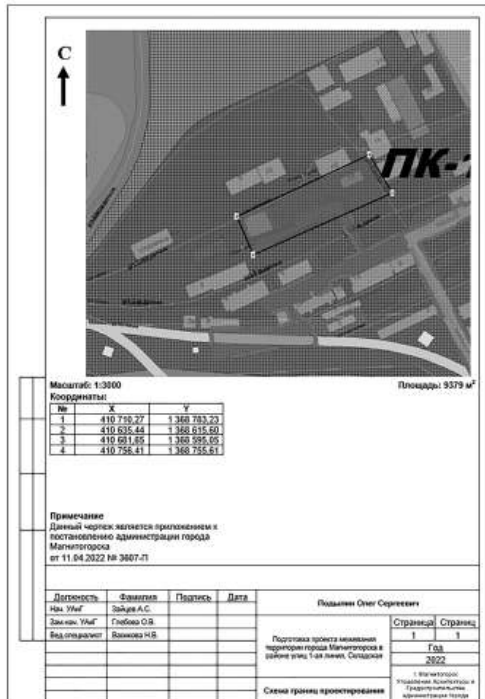 С
ПК-1
Масштаб: 1:3000
Площадь: 9379 м²
Координаты:
№ X Y
1 410 710,27 1 368 783,23
2 410 635,44 1 368 615,60
3 410 681,65 1 368 595,05
4 410 756,41 1 368 755,61
Примечание
Данный чертеж является приложением к
постановлению администрации города
Магнитогорска
от 11.04.2022 № 3607-П
Должность Фамилия Подпись Дата
Подылин Олег Сергеевич
Нач. УАиГ Зайцев А.С.
Зам.нач. УАиГ Глебова О.В.
Вед.специалист Вазикова Н.В.
Подготовка проекта межевания
территории города Магнитогорска в
районе улиц 1-ая линия, Складская
Страница Страниц
1 1
Год
2022
Схема границ проектирования
г. Магнитогорск
Управление Архитектуры и
Градостроительства
администрации города